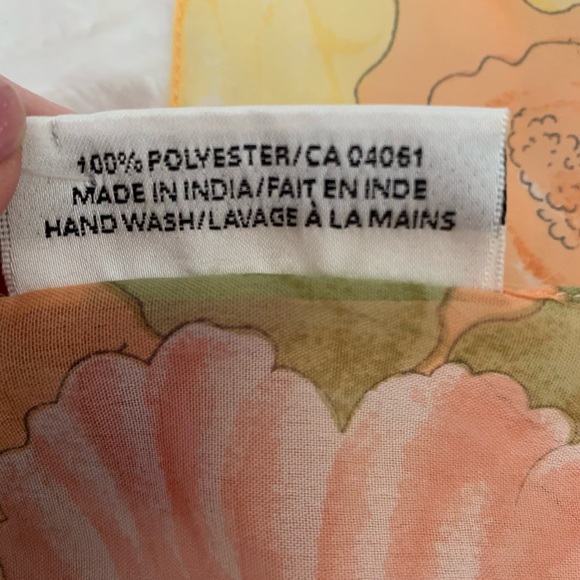 100% POLYESTER/CA 04061
MADE IN INDIA/FAIT EN INDE
HAND WASH/LAVAGE À LA MAINS